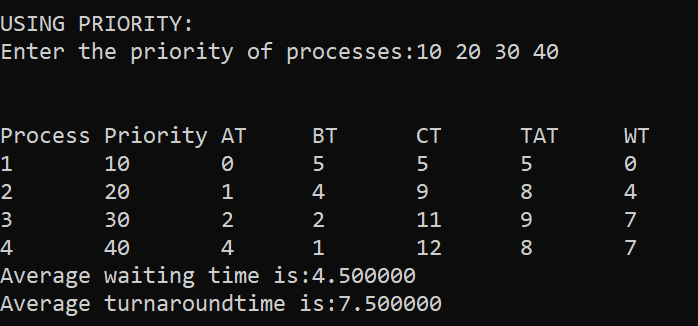 USING PRIORITY:
Enter the priority of processes:10 20 30 40
Process Priority AT BT CT TAT WT
1 10 0 5 5 5 0
2 20 1 4 9 8 4
3 30 2 2 11 9 7
4 40 4 1 12 8 7
Average waiting time is:4.500000
Average turnaroundtime is:7.500000